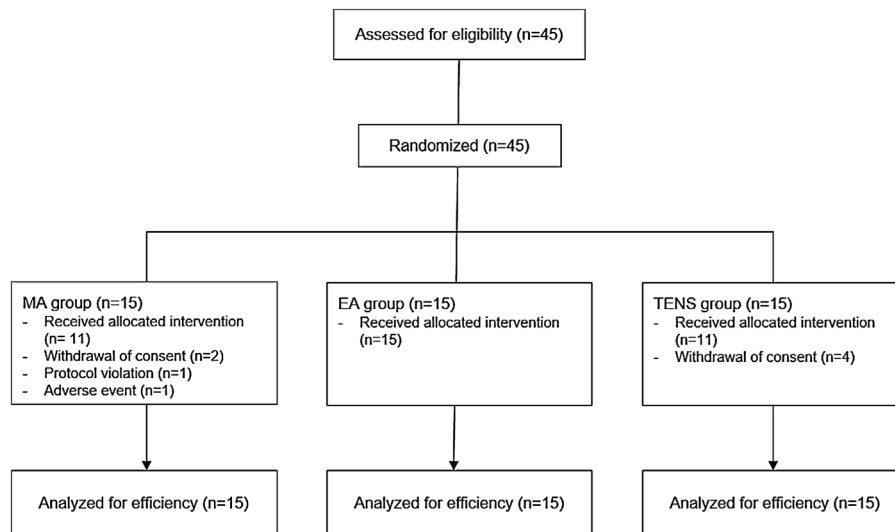 Assessed for eligibility (n=45)
Randomized (n=45)
MA group (n=15)
- Received allocated intervention
(n= 11)
- Withdrawal of consent (n=2)
- Protocol violation (n=1)
- Adverse event (n=1)
EA group (n=15)
- Received allocated intervention
(n=15)
TENS group (n=15)
- Received allocated intervention
(n=11)
- Withdrawal of consent (n=4)
Analyzed for efficiency (n=15)
Analyzed for efficiency (n=15)
Analyzed for efficiency (n=15)